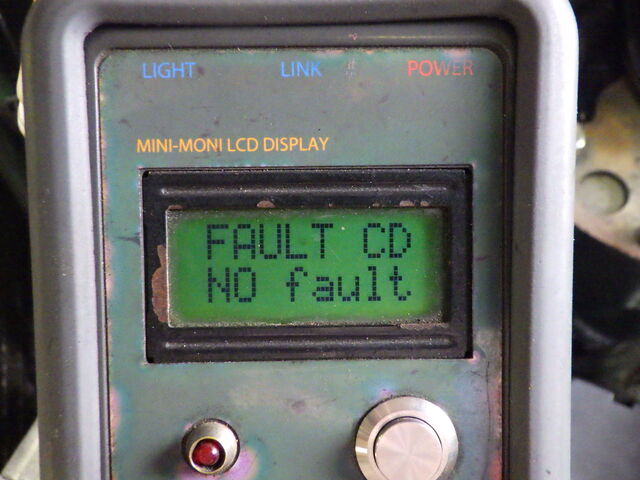 LIGHT LINK POWER
MINI-MONI LCD DISPLAY
FAULT CD
NO fault